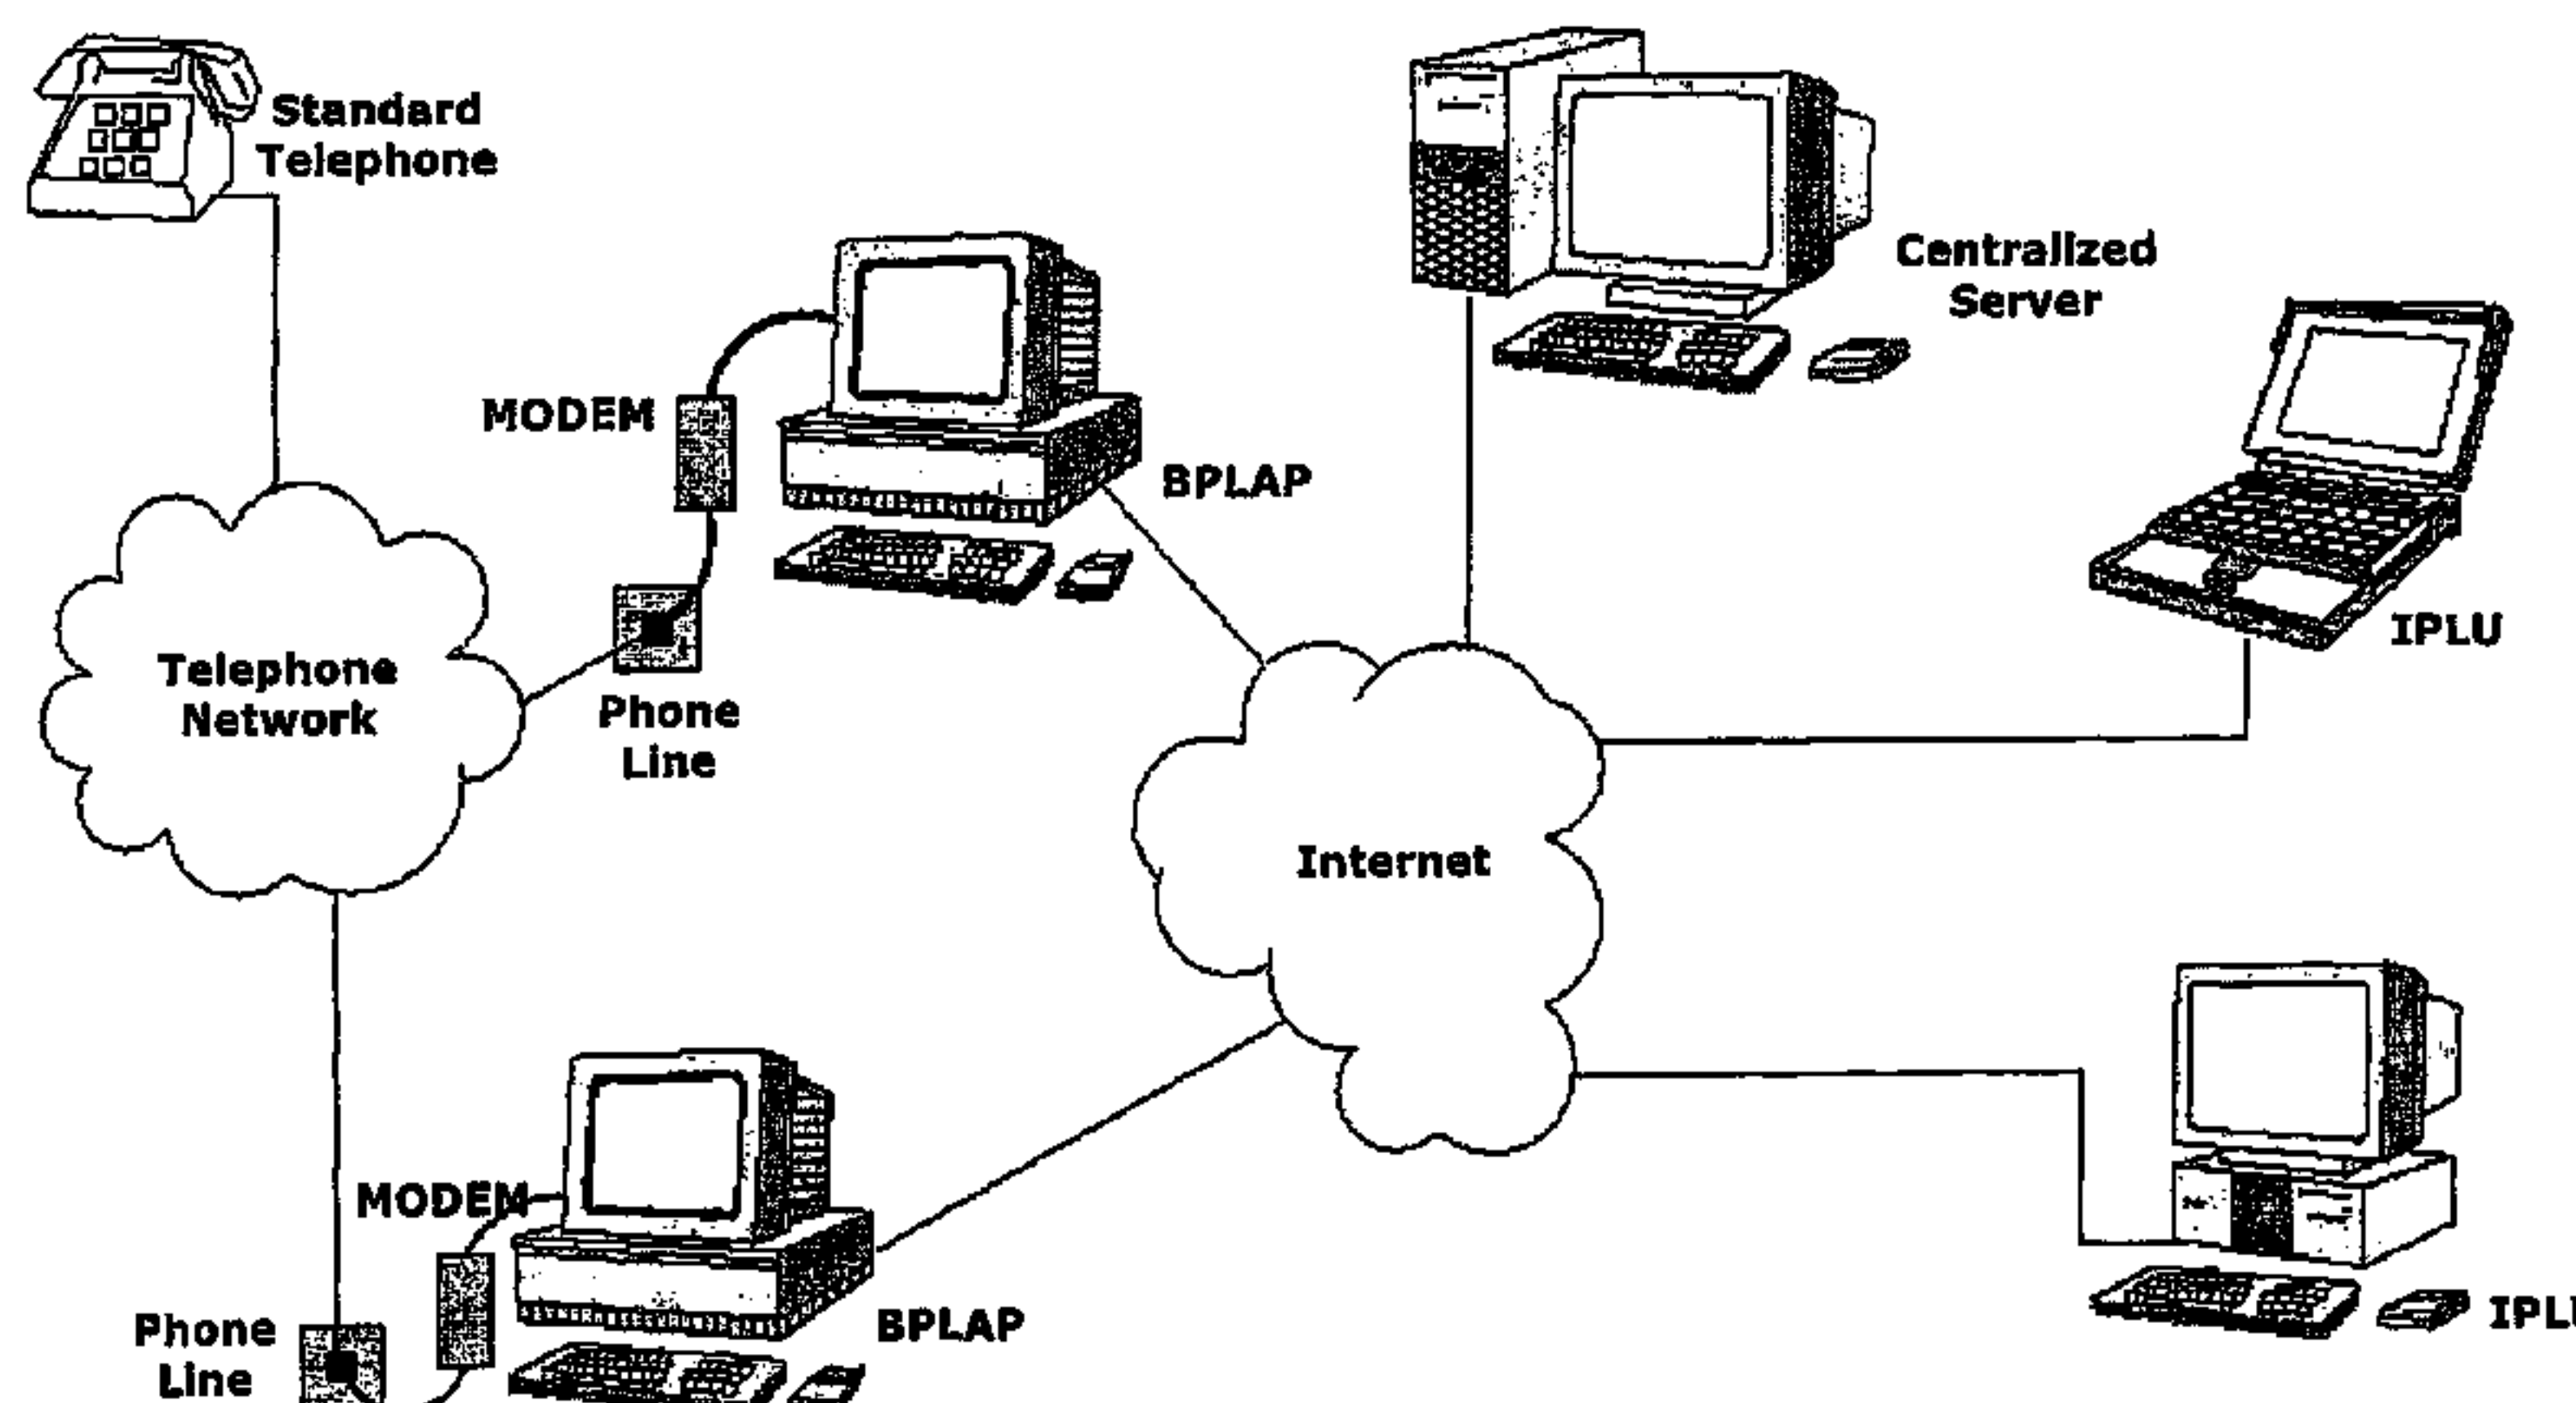 Standard
Telephone
Centralized
Server
MODEM
BPLAP
IPLU
Telephone
Network
Phone
Line
Internet
MODEM
BPLAP
Phone
Line
IPLU